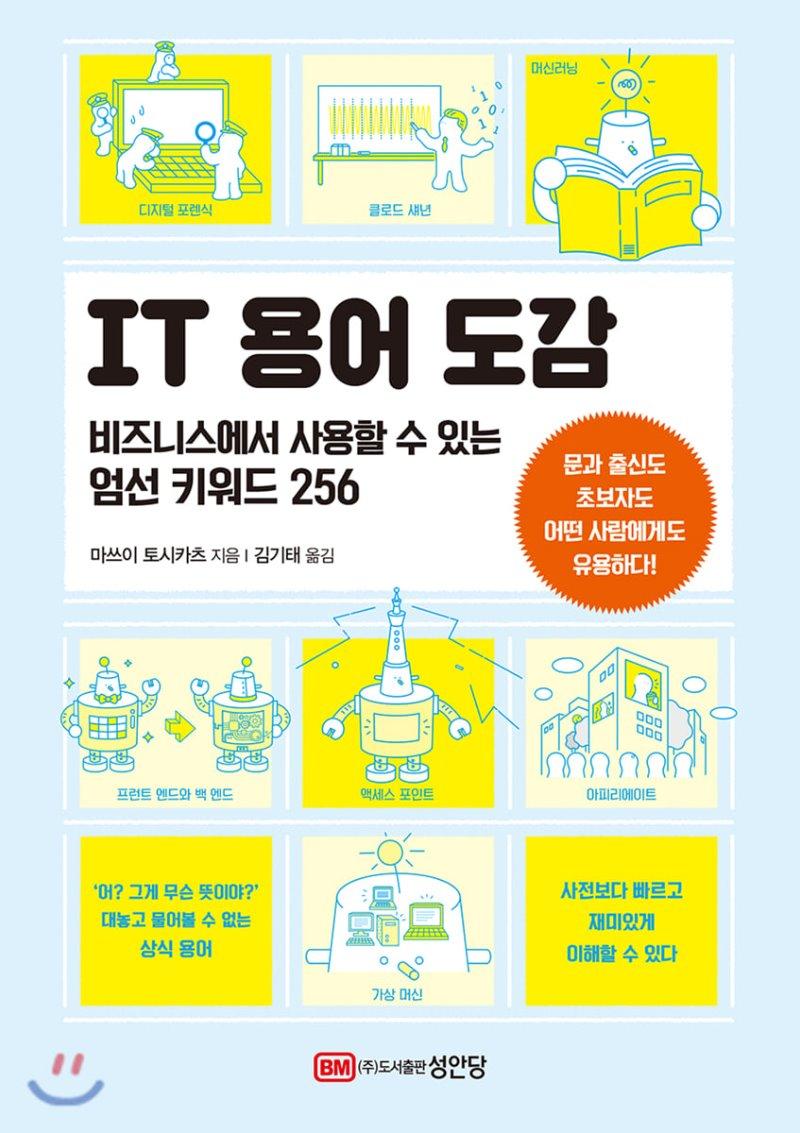 디지털 포렌식
클로드 섀넌
머신러닝
IT 용어 도감
비즈니스에서 사용할 수 있는
엄선 키워드 256
마쓰이 토시카츠 지음 | 김기태 옮김
문과 출신도
초보자도
어떤 사람에게도
유용하다!
프런트 엔드와 백 엔드
액세스 포인트
아피리에이트
‘어? 그게 무슨 뜻이야?’
대놓고 물어볼 수 없는
상식 용어
가상 머신
사전보다 빠르고
재미있게
이해할 수 있다
BM (주)도서출판 성안당